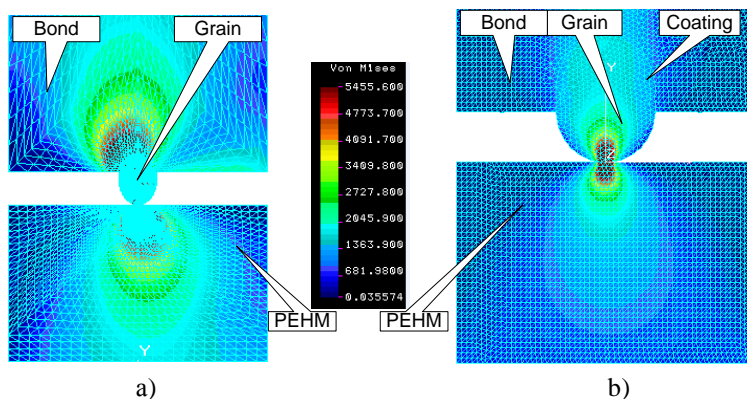 Bond
Grain
Von Mises
5455.600
4773.700
4091.800
3409.800
2727.800
2045.900
1363.900
681.9800
0.035574
Bond
Grain
Coating
Y
PEHM
PEHM
Y
a)
b)